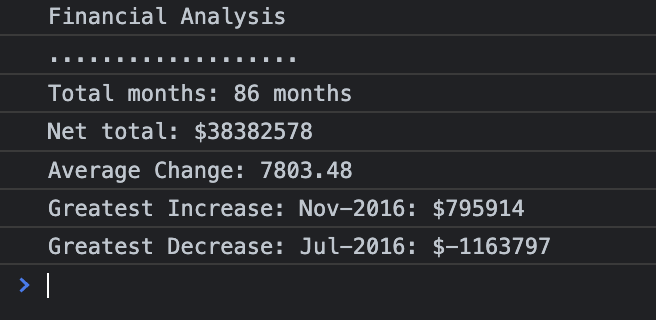 Financial Analysis
...................
Total months: 86 months
Net total: $38382578
Average Change: 7803.48
Greatest Increase: Nov-2016: $795914
Greatest Decrease: Jul-2016: $-1163797
>